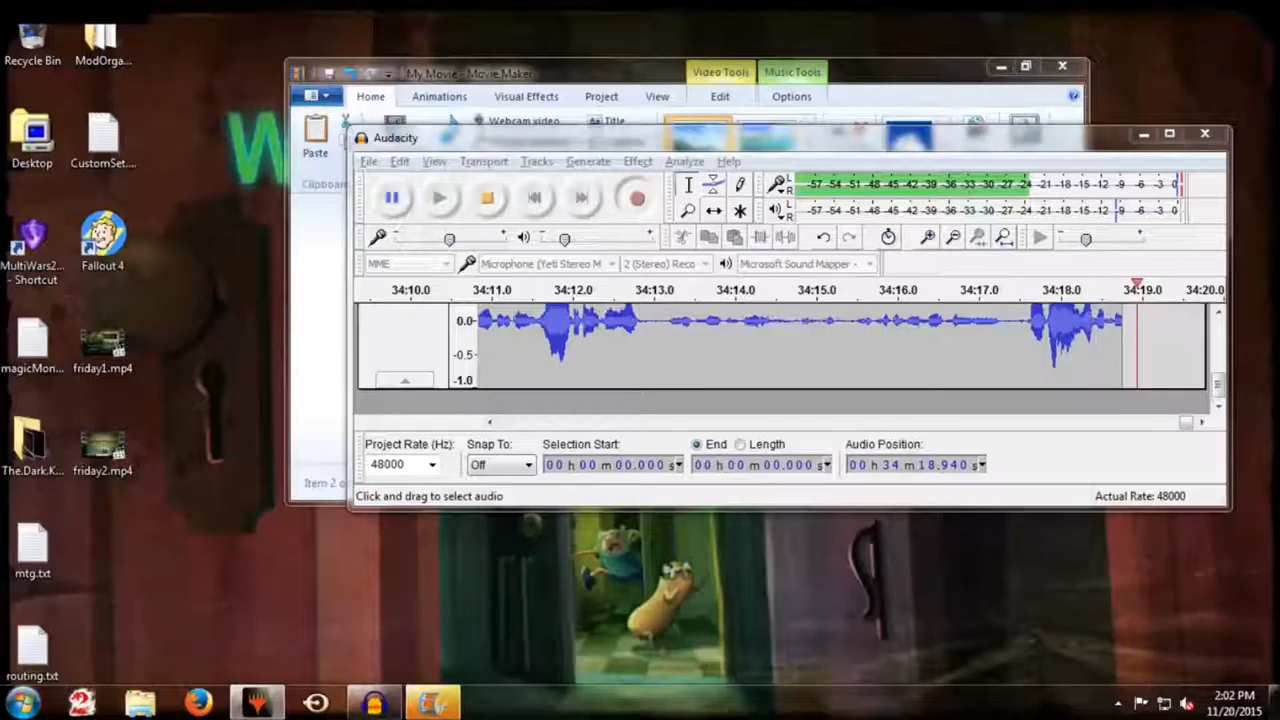 Recycle Bin
ModOrga...
Desktop
CustomSet...
MultiWars2... - Shortcut
Fallout 4
magicMon...
friday1.mp4
The.Dark.K...
friday2.mp4
mtg.txt
routing.txt
W
My Movie - Movie Maker
Video Tools
Music Tools
Home
Animations
Visual Effects
Project
View
Edit
Options
Paste
Webcam video
Title
Clipboard
Item 2 o
Audacity
File Edit View Transport Tracks Generate Effect Analyze Help
L
R
-57 -54 -51 -48 -45 -42 -39 -36 -33 -30 -27 -24 -21 -18 -15 -12 -9 -6 -3 0
L
R
-57 -54 -51 -48 -45 -42 -39 -36 -33 -30 -27 -24 -21 -18 -15 -12 -9 -6 -3 0
MME
Microphone (Yeti Stereo M
2 (Stereo) Reco
Microsoft Sound Mapper -
34:10.0 34:11.0 34:12.0 34:13.0 34:14.0 34:15.0 34:16.0 34:17.0 34:18.0 34:19.0 34:20.0
0.0
-0.5
-1.0
Project Rate (Hz): Snap To: Selection Start: End Length Audio Position:
48000 Off 00 h 00 m 00.000 s 00 h 00 m 00.000 s 00 h 34 m 18.940 s
Click and drag to select audio
Actual Rate: 48000
2:02 PM
11/20/2015